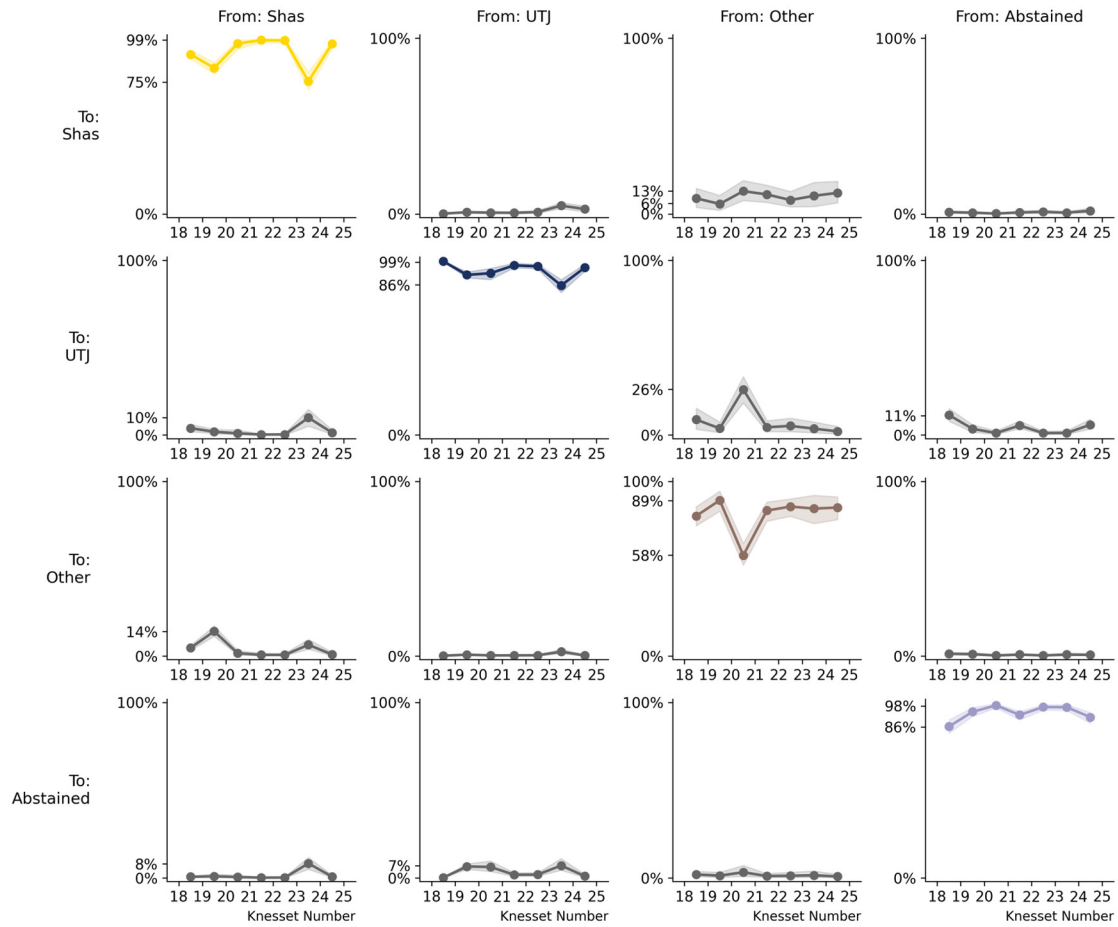 From: Shas
From: UTJ
From: Other
From: Abstained
To:
Shas
99%
75%
0%
18 19 20 21 22 23 24 25
100%
0%
18 19 20 21 22 23 24 25
100%
13%
6%
0%
18 19 20 21 22 23 24 25
100%
0%
18 19 20 21 22 23 24 25
To:
UTJ
100%
10%
0%
18 19 20 21 22 23 24 25
99%
86%
0%
18 19 20 21 22 23 24 25
100%
26%
0%
18 19 20 21 22 23 24 25
100%
11%
0%
18 19 20 21 22 23 24 25
To:
Other
100%
14%
0%
18 19 20 21 22 23 24 25
100%
0%
18 19 20 21 22 23 24 25
100%
89%
58%
0%
18 19 20 21 22 23 24 25
100%
0%
18 19 20 21 22 23 24 25
To:
Abstained
100%
8%
0%
18 19 20 21 22 23 24 25
Knesset Number
100%
7%
0%
18 19 20 21 22 23 24 25
Knesset Number
100%
0%
18 19 20 21 22 23 24 25
Knesset Number
98%
86%
0%
18 19 20 21 22 23 24 25
Knesset Number